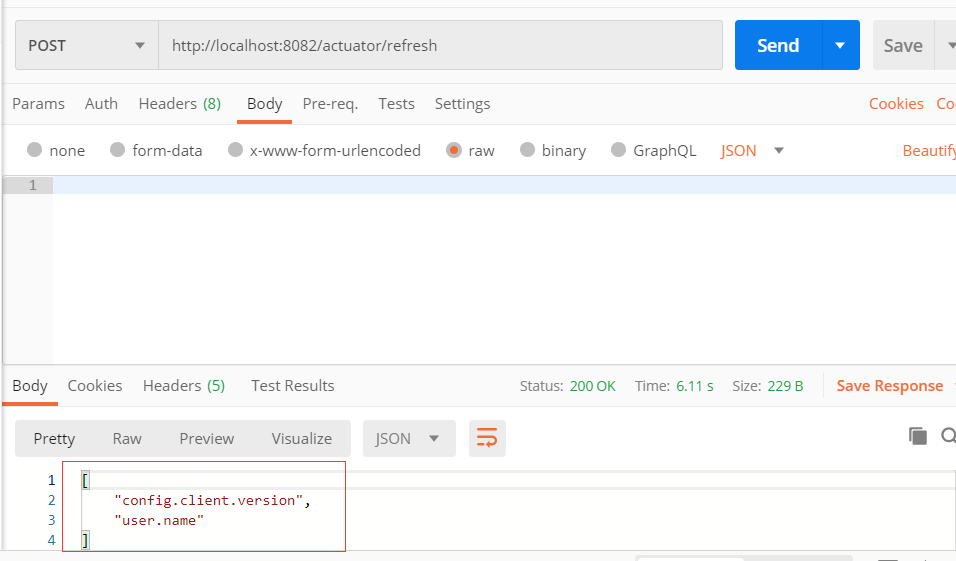 POST http://localhost:8082/actuator/refresh Send Save
Params Auth Headers (8) Body Pre-req. Tests Settings Cookies Co
none form-data x-www-form-urlencoded raw binary GraphQL JSON Beautify
1
Body Cookies Headers (5) Test Results Status: 200 OK Time: 6.11 s Size: 229 B Save Response
Pretty Raw Preview Visualize JSON
1 [
2 "config.client.version",
3 "user.name"
4 ]